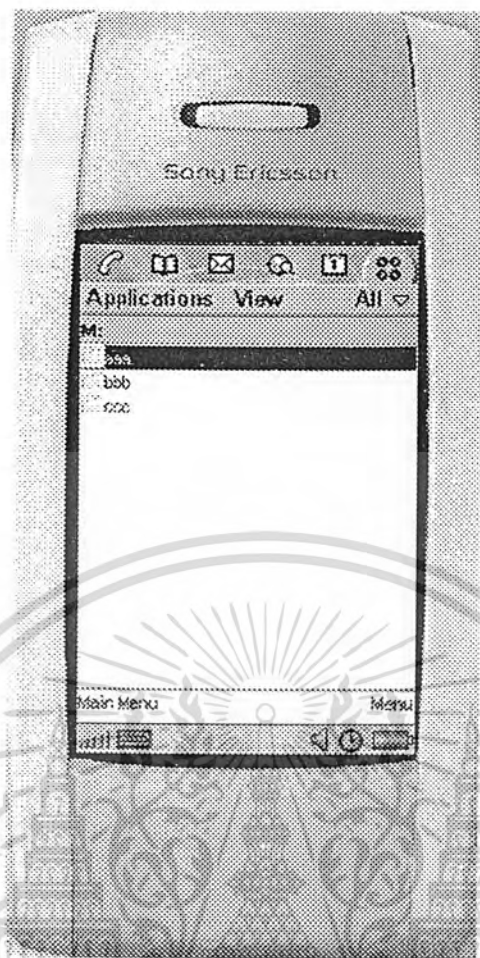 Sony Ericsson
Applications View All
M:
aaa
bbb
ccc
Main Menu Menu